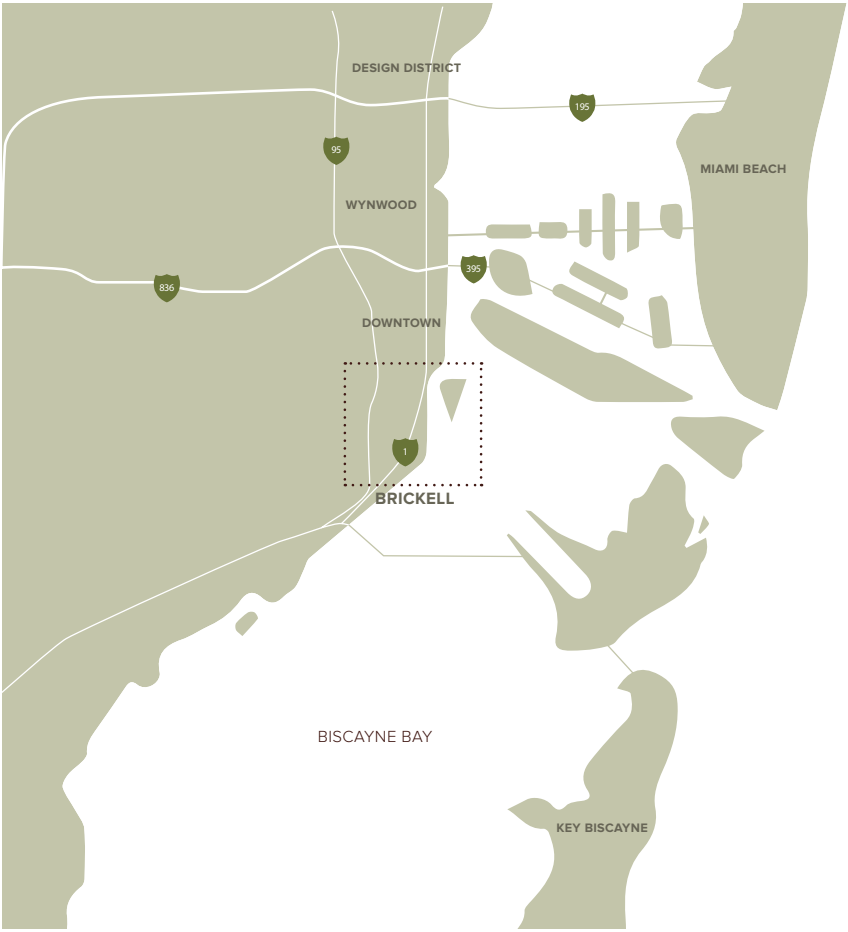 DESIGN DISTRICT
195
95
MIAMI BEACH
WYNWOOD
395
836
DOWNTOWN
1
BRICKELL
BISCAYNE BAY
KEY BISCAYNE